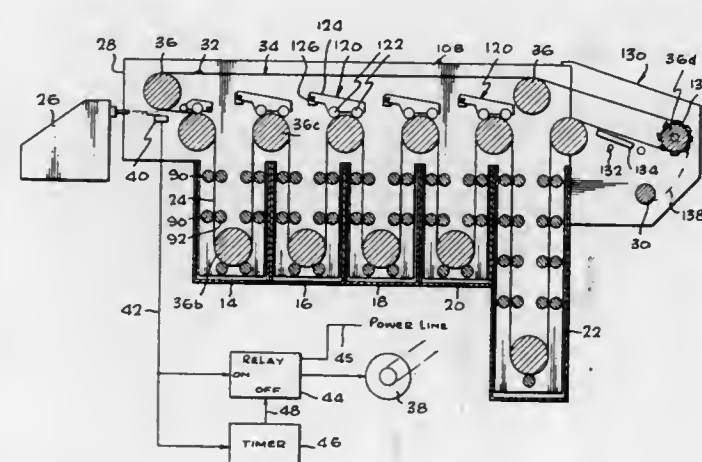 124
36 32 34 126 120 122 108 120 36 130 36d
28
26
13
40
36c
132 134
90
24
30
138
90
92
36b
14 16 18 20
22
42
POWER LINE
RELAY 45
ON
OFF
44 38
48
TIMER 46